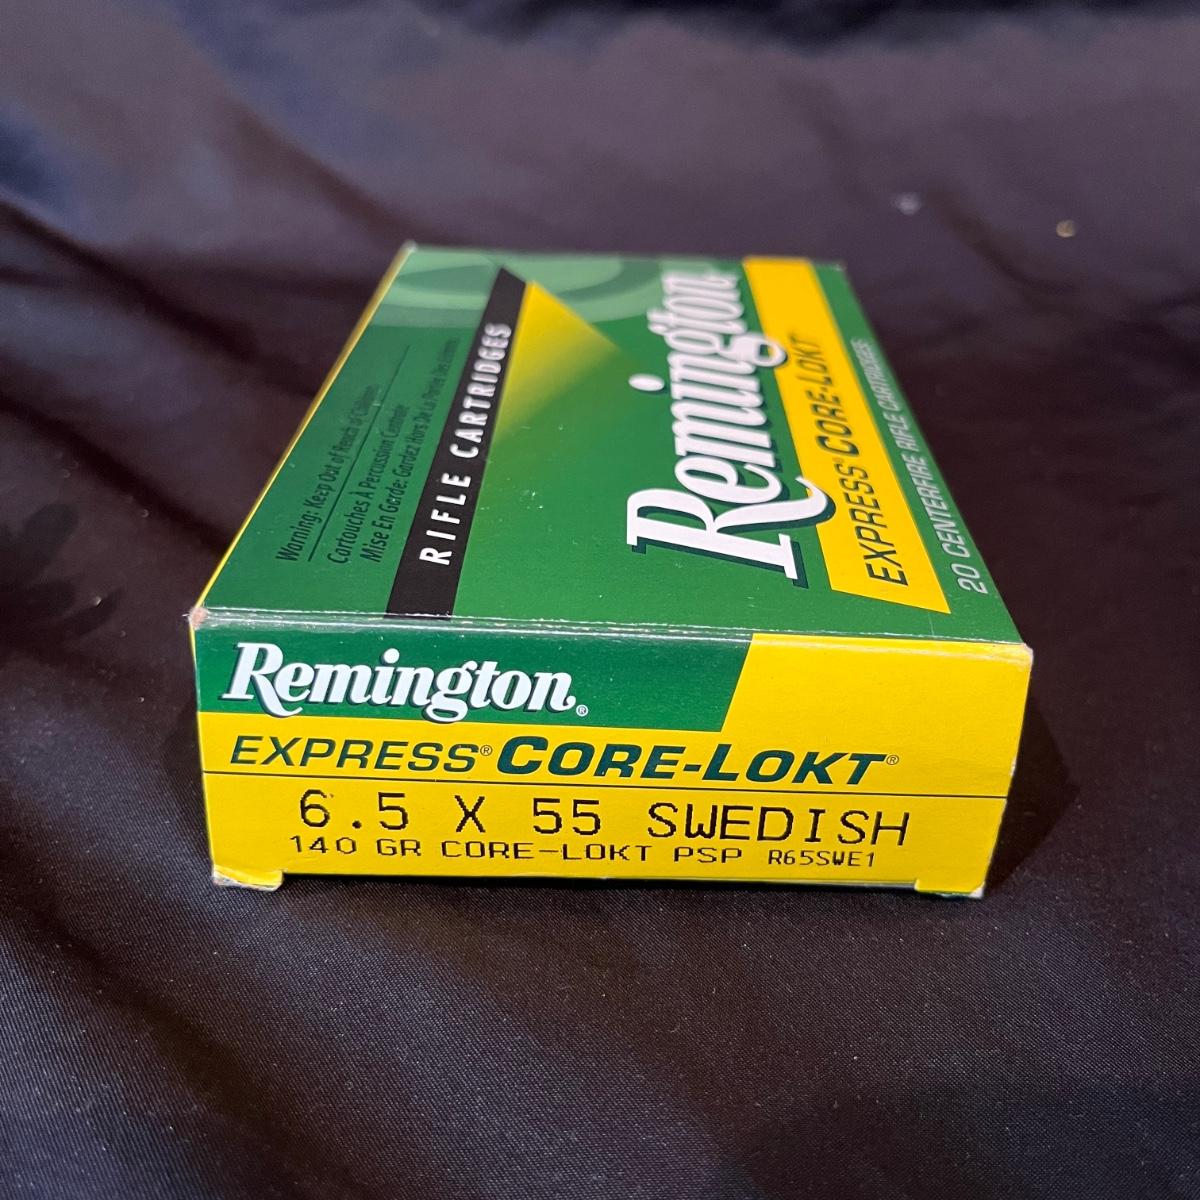 Warning: Keep Out of Reach of Children
Cartouches À Percussion Centrale
Mise En Garde: Gardez Hors De La Portée Des Enfants
RIFLE CARTRIDGES
Remington
EXPRESS® CORE-LOKT
20 CENTERFIRE RIFLE CARTRIDGES
Remington®
EXPRESS® CORE-LOKT®
6.5 X 55 SWEDISH
140 GR CORE-LOKT PSP R65SWE1